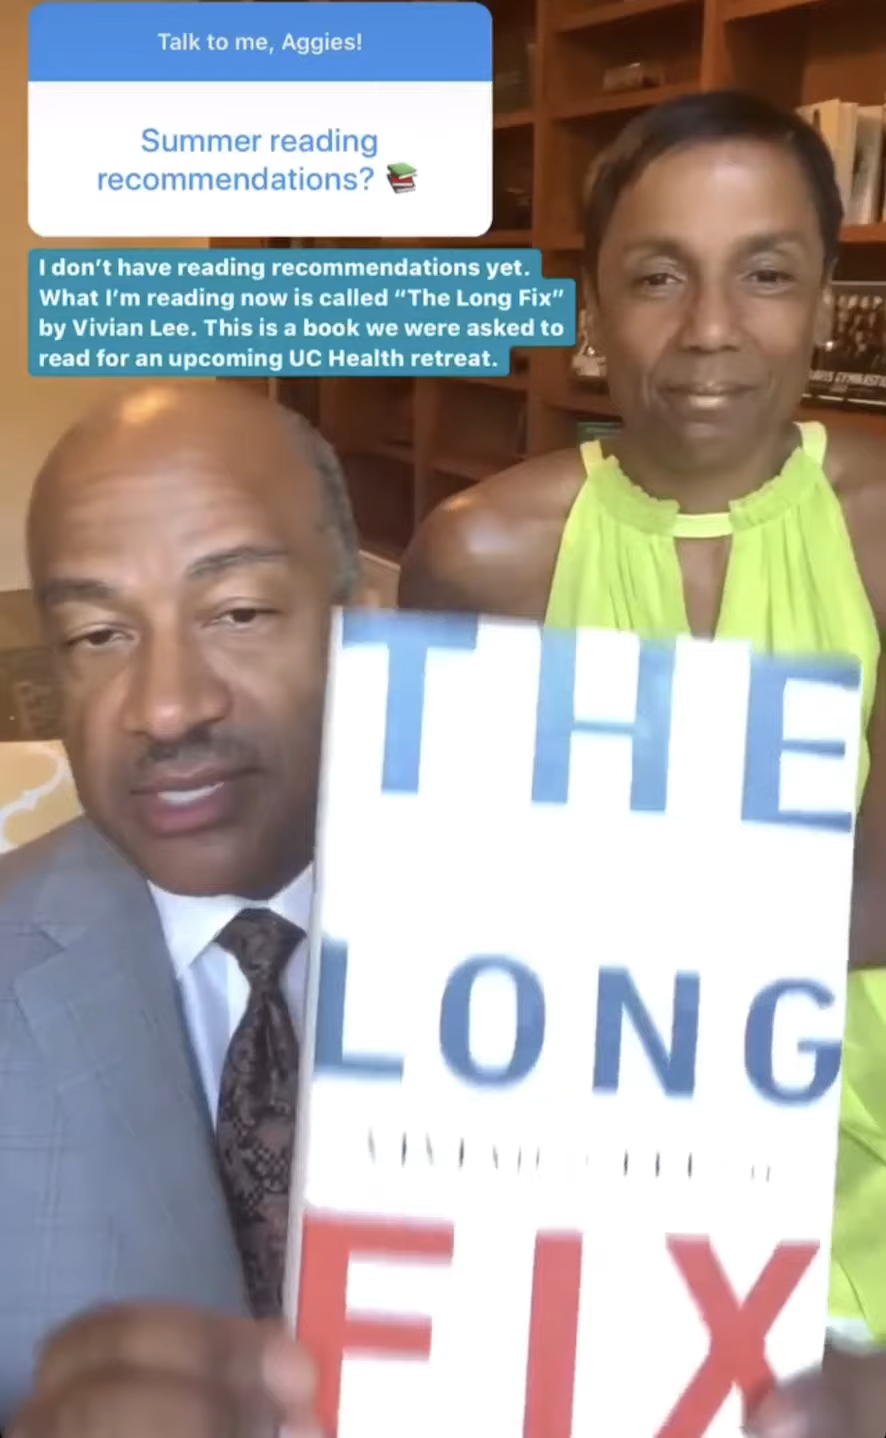 Talk to me, Aggies!
Summer reading
recommendations? 📚
I don’t have reading recommendations yet.
What I’m reading now is called “The Long Fix”
by Vivian Lee. This is a book we were asked to
read for an upcoming UC Health retreat.
THE
LONG
FIX